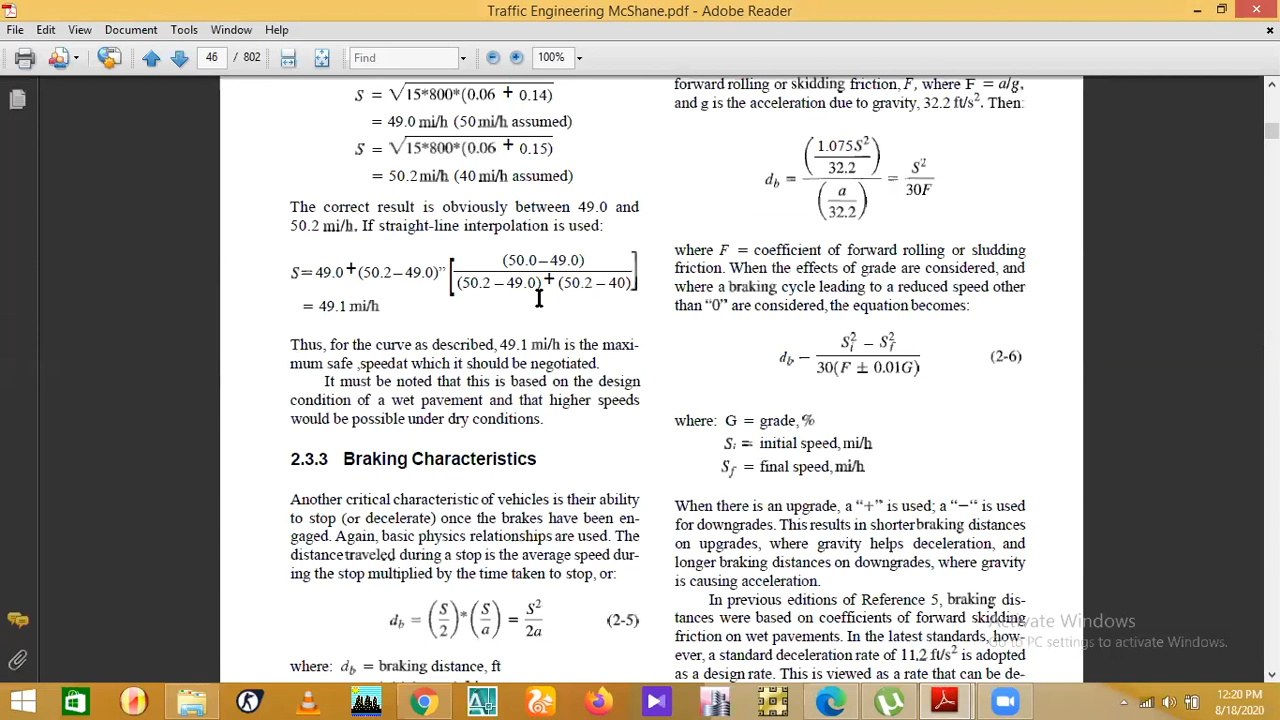 Traffic Engineering McShane.pdf - Adobe Reader
File Edit View Document Tools Window Help
46 / 802 Find 100%
S = √15*800*(0.06 + 0.14)
= 49.0 mi/h (50 mi/h assumed)
S = √15*800*(0.06 + 0.15)
= 50.2 mi/h (40 mi/h assumed)
The correct result is obviously between 49.0 and
50.2 mi/h. If straight-line interpolation is used:
S = 49.0 + (50.2 – 49.0)” [(50.0 – 49.0) / (50.2 – 49.0) + (50.2 – 40)]
= 49.1 mi/h
Thus, for the curve as described, 49.1 mi/h is the maxi-
mum safe ,speedat which it should be negotiated.
It must be noted that this is based on the design
condition of a wet pavement and that higher speeds
would be possible under dry conditions.
2.3.3 Braking Characteristics
Another critical characteristic of vehicles is their ability
to stop (or decelerate) once the brakes have been en-
gaged. Again, basic physics relationships are used. The
distance traveled during a stop is the average speed dur-
ing the stop multiplied by the time taken to stop, or:
d_b = (S/2)*(S/a) = S²/2a (2-5)
where: d_b = braking distance, ft
forward rolling or skidding friction, F, where F = a/g,
and g is the acceleration due to gravity, 32.2 ft/s². Then:
d_b = (1.075S²/32.2) / (a/32.2) = S²/30F
where F = coefficient of forward rolling or sludding
friction. When the effects of grade are considered, and
where a braking cycle leading to a reduced speed other
than “0” are considered, the equation becomes:
d_b – (S_i² – S_f²) / 30(F ± 0.01G) (2-6)
where: G = grade, %
S_i = initial speed, mi/h
S_f = final speed, mi/h
When there is an upgrade, a “+” is used; a “–“ is used
for downgrades. This results in shorter braking distances
on upgrades, where gravity helps deceleration, and
longer braking distances on downgrades, where gravity
is causing acceleration.
In previous editions of Reference 5, braking dis-
tances were based on coefficients of forward skidding
friction on wet pavements. In the latest standards, how-
ever, a standard deceleration rate of 11.2 ft/s² is adopted
as a design rate. This is viewed as a rate that can be de-
Activate Windows
Go to PC settings to activate Windows.
12:20 PM
8/18/2020